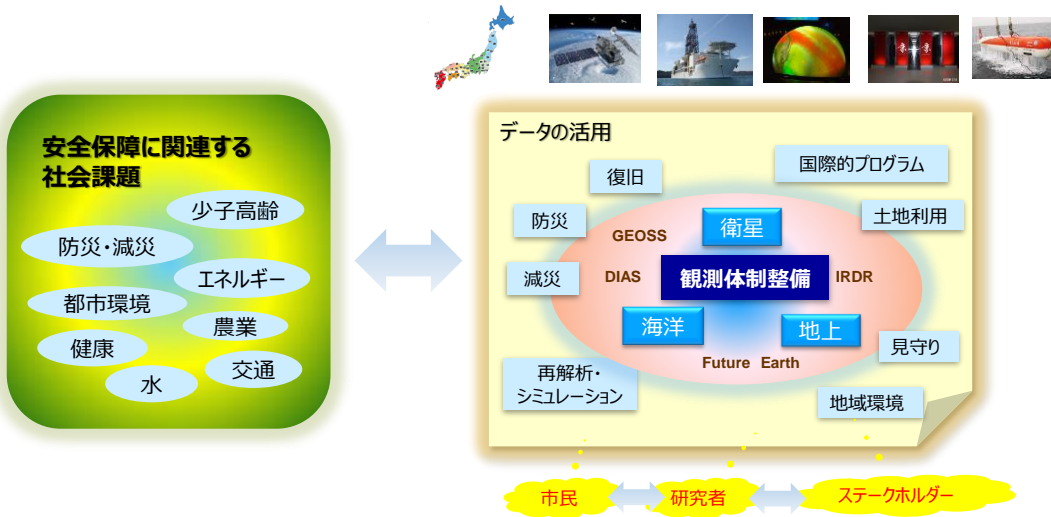 安全保障に関連する
社会課題
少子高齢
防災・減災
エネルギー
都市環境
農業
健康
交通
水
データの活用
国際的プログラム
復旧
土地利用
防災
衛星
GEOSS
減災
DIAS
観測体制整備
IRDR
海洋
地上
見守り
Future Earth
再解析・
シミュレーション
地域環境
市民
研究者
ステークホルダー